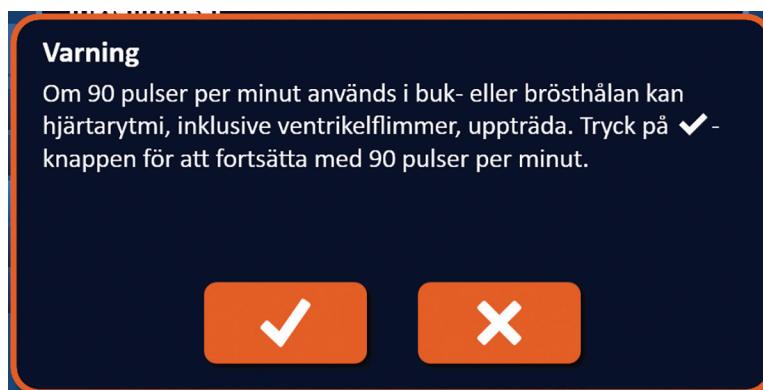 Varning
Om 90 pulser per minut används i buk- eller brösthålan kan
hjärtarytmi, inklusive ventrikelflimmer, uppträda. Tryck på ✔ -
knappen för att fortsätta med 90 pulser per minut.